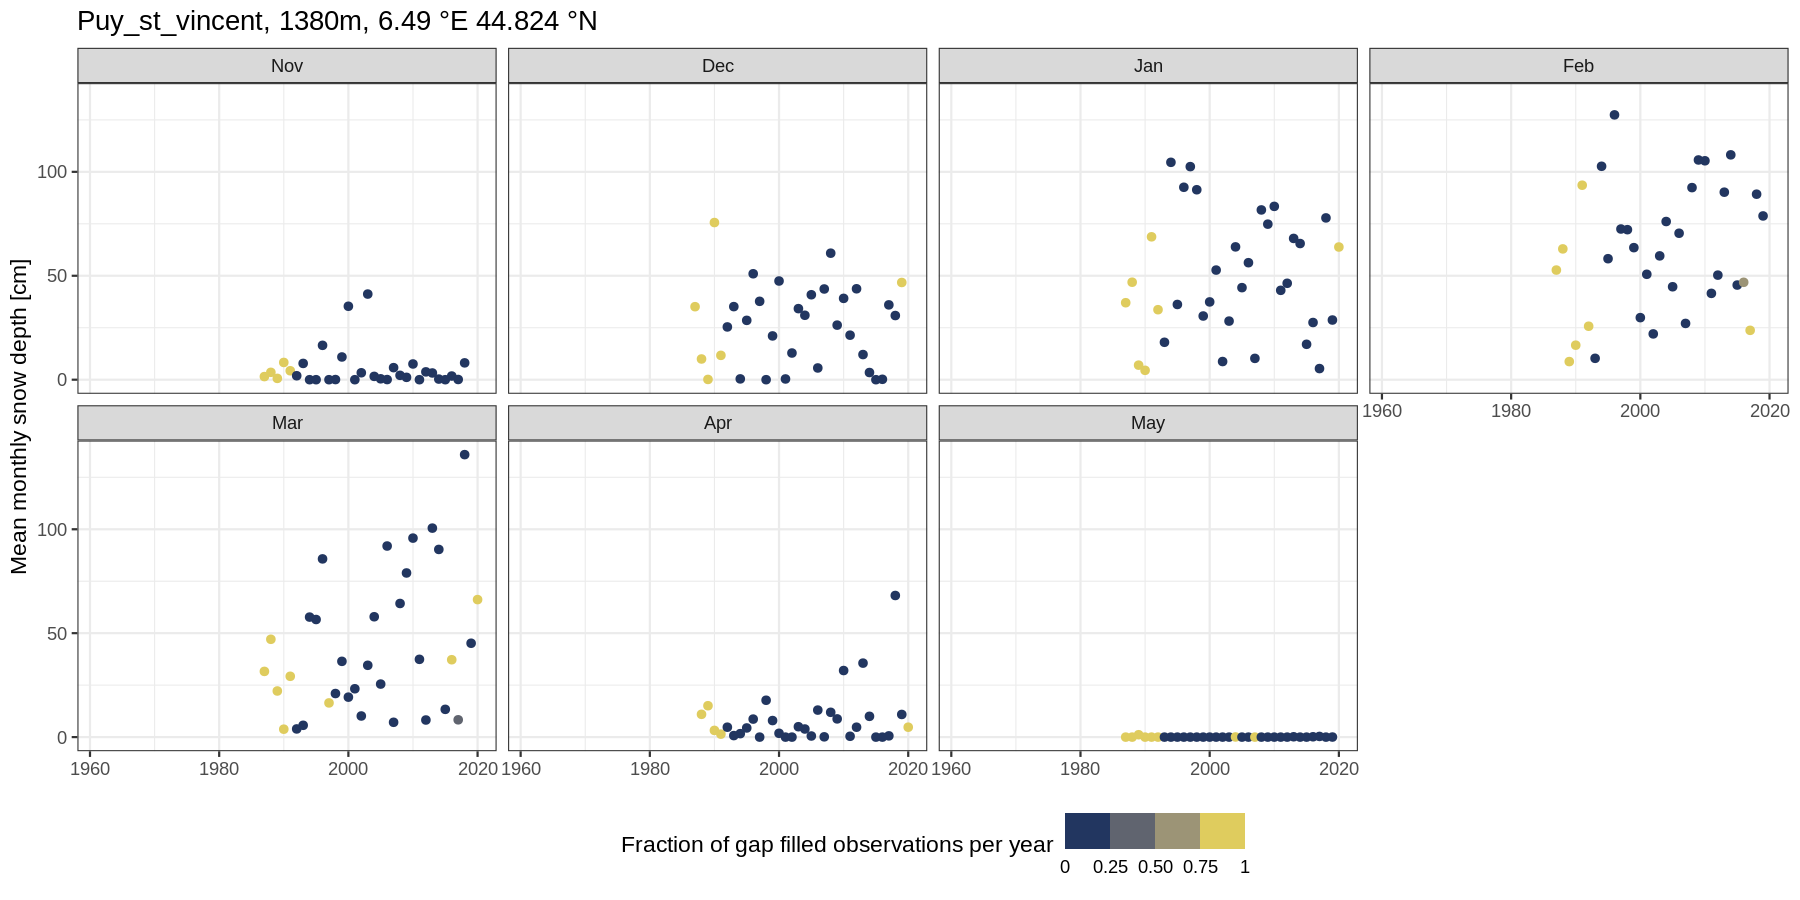 Puy_st_vincent, 1380m, 6.49 °E 44.824 °N
Nov Dec Jan Feb
100
50
0
1960 1980 2000 2020
Mean monthly snow depth [cm]
Mar Apr May
100
50
0
1960 1980 2000 2020 1960 1980 2000 2020 1960 1980 2000 2020
Fraction of gap filled observations per year
0 0.25 0.50 0.75 1